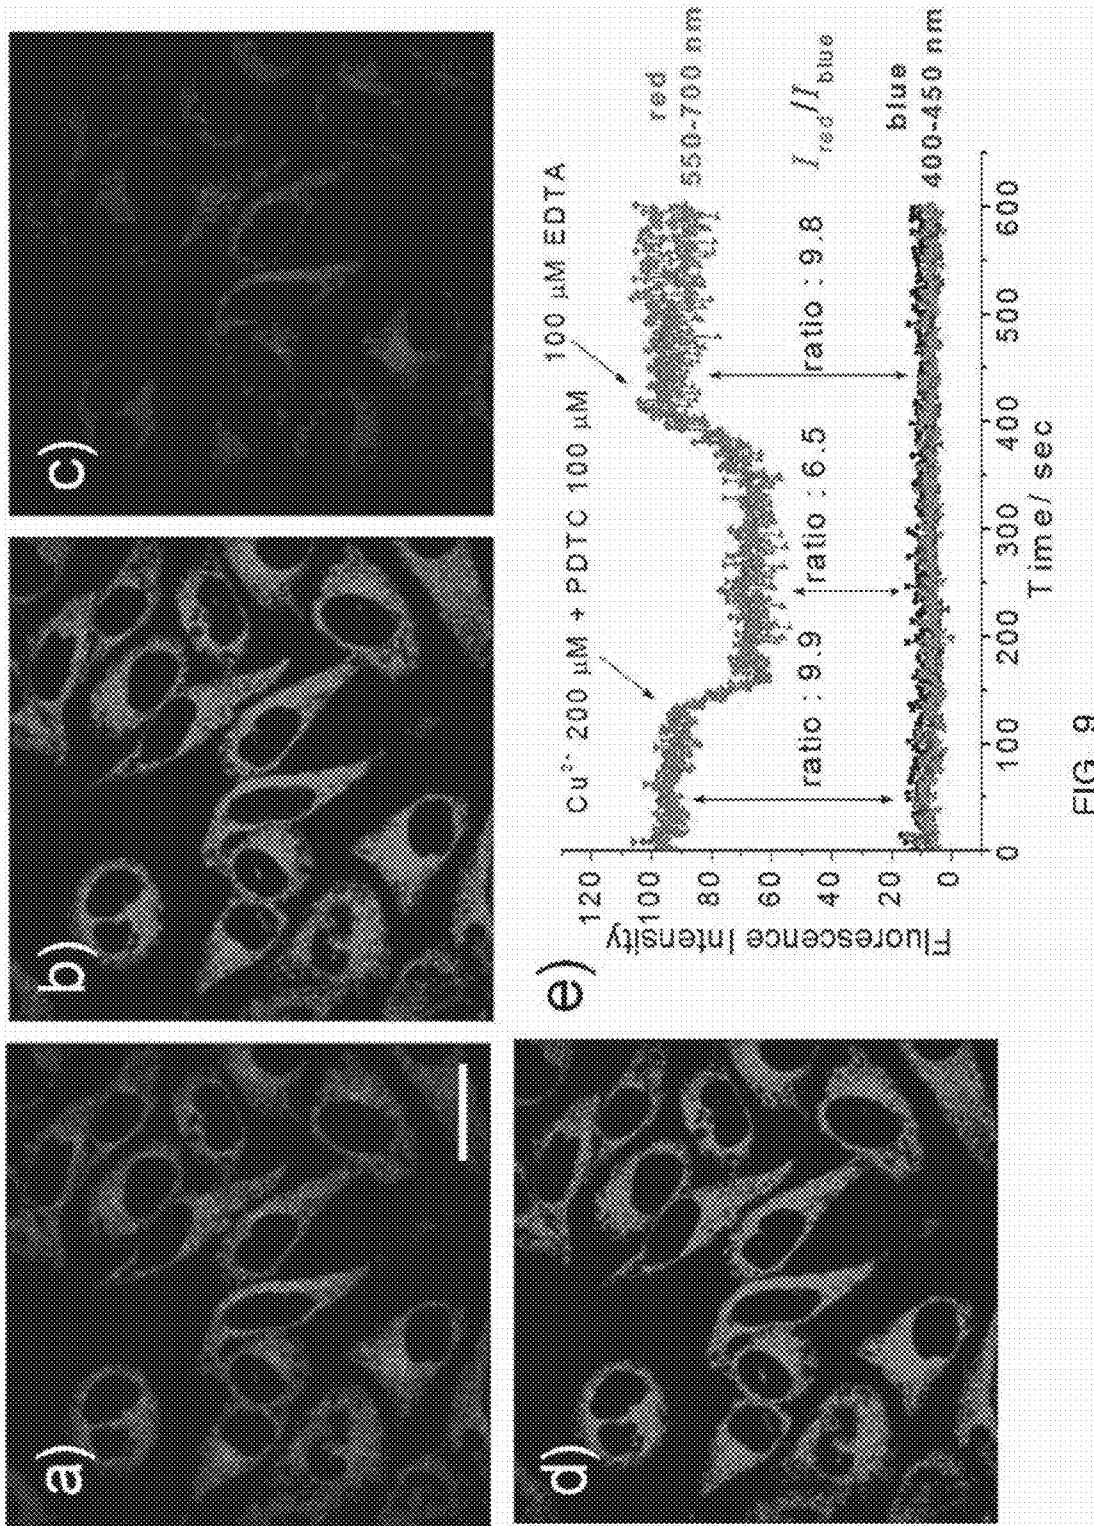 a)
b)
c)
d)
e)
Cu²⁺ 200 μM + PDTC 100 μM
100 μM EDTA
red
550-700 nm
ratio : 9.9
ratio : 6.5
ratio : 9.8
I red/I blue
blue
400-450 nm
Fluorescence Intensity
120
100
80
60
40
20
0
0
100
200
300
400
500
600
Time/ sec
FIG. 9